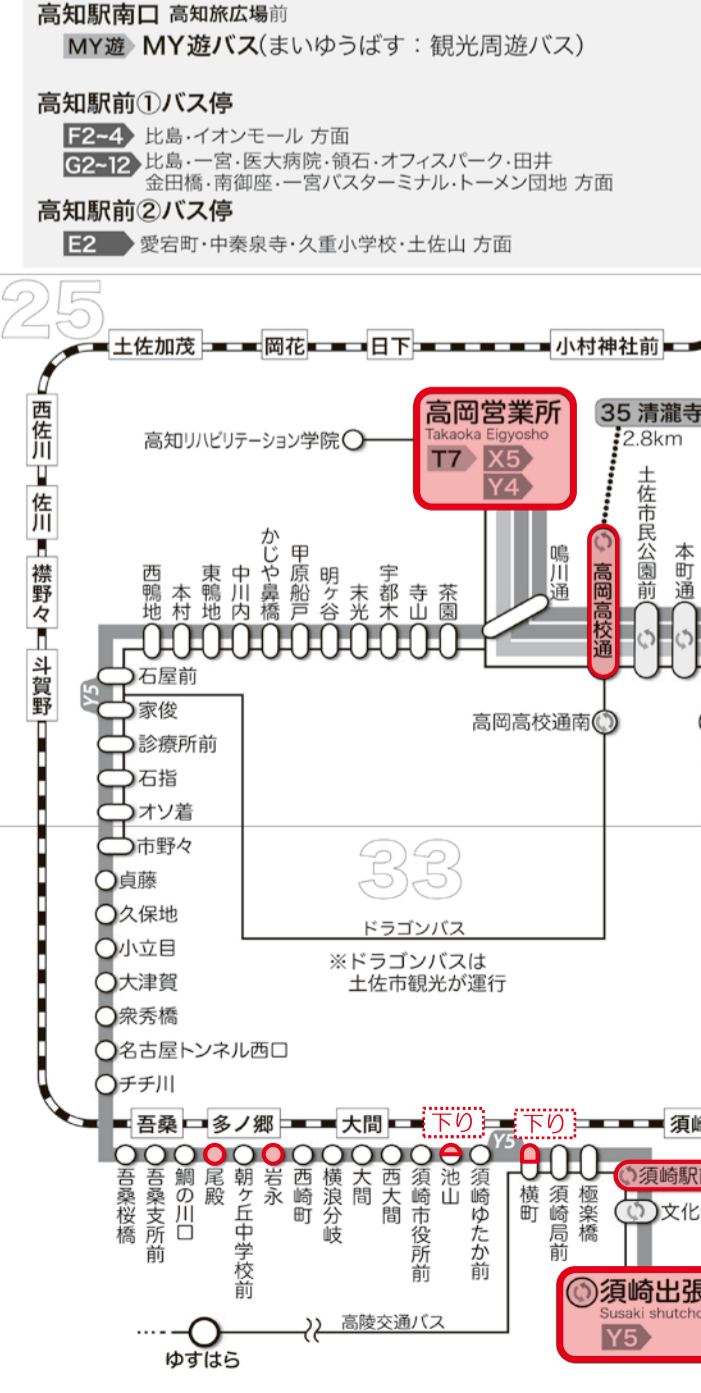 高知駅南口 高知旅広場前
MY遊 MY遊バス(まいゆうばす：観光周遊バス)
高知駅前①バス停
F2~4 比島・イオンモール 方面
G2~12 比島・一宮・医大病院・領石・オフィスパーク・田井
金田橋・南御座・一宮バスターミナル・トーメン団地 方面
高知駅前②バス停
E2 愛宕町・中秦泉寺・久重小学校・土佐山 方面
25
土佐加茂
岡花
日下
小村神社前
西佐川
佐川
襟野々
斗賀野
高知リハビリテーション学院
高岡営業所
Takaoka Eigyosho
T7 X5
Y4
35 清瀧寺
2.8km
鳴川通
高岡高校通
土佐市民公園前
本町通
西鴨地
本村
東鴨地
中川内
かじや鼻橋
甲原船戸
明ヶ谷
末光
宇都木
寺山
茶園
Y5
石屋前
家俊
診療所前
石指
オソ着
市野々
貞藤
久保地
小立目
大津賀
衆秀橋
名古屋トンネル西口
チチ川
高岡高校通南
33
ドラゴンバス
※ドラゴンバスは
土佐市観光が運行
吾桑
多ノ郷
大間
下り
下り
須崎
Y5
吾桑桜橋
吾桑支所前
鯛の川口
尾殿
朝ヶ丘中学校前
岩永
西崎町
横浪分岐
大間
西大間
須崎市役所前
池山
須崎ゆたか前
横町
須崎局前
極楽橋
須崎駅前
文化
須崎出張
Susaki shutcho
Y5
高陵交通バス
ゆすはら